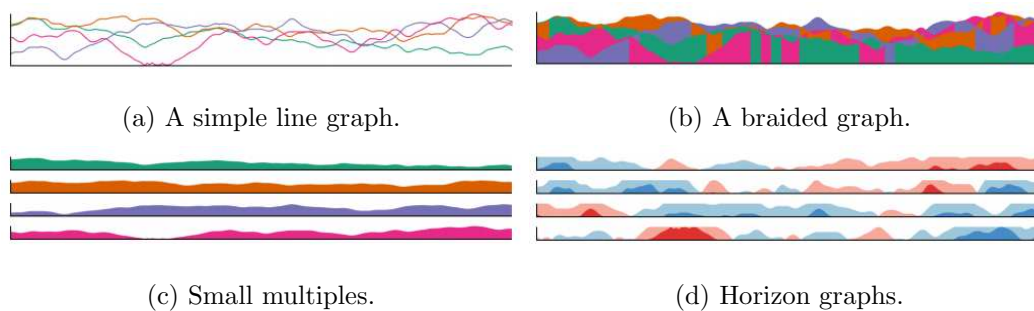 (a) A simple line graph.
(b) A braided graph.
(c) Small multiples.
(d) Horizon graphs.